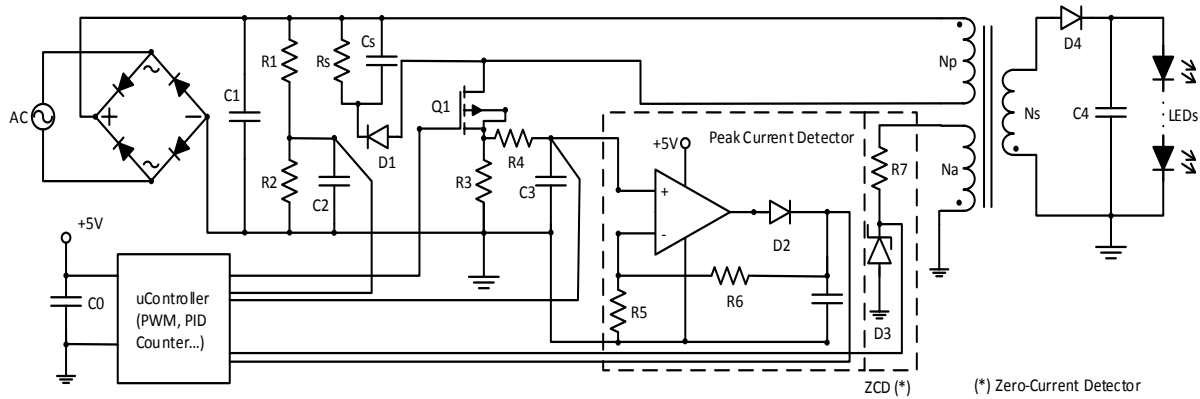 AC
+
−
~
~
C1
R1
R2
C2
Rs
Cs
D1
Q1
R3
R4
C3
+5V
Peak Current Detector
+
-
D2
R5
R6
R7
D3
ZCD (*)
(*) Zero-Current Detector
Np
Na
Ns
D4
C4
LEDs
+5V
C0
uController
(PWM, PID
Counter...)